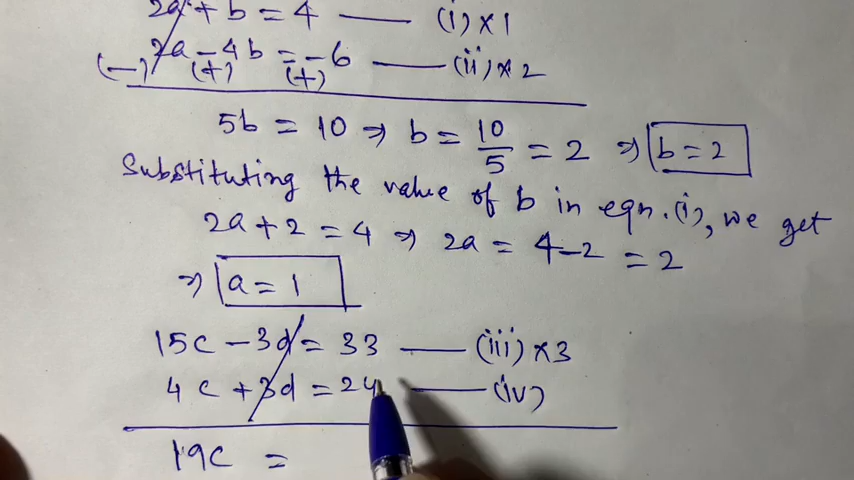 2a + b = 4 —— (i) × 1
2a - 4b = -6 —— (ii) × 2
(-) (+) (+)
5b = 10 ⇒ b = 10/5 = 2 ⇒ b = 2
Substituting the value of b in eqn. (i), we get
2a + 2 = 4 ⇒ 2a = 4 - 2 = 2
⇒ a = 1
15c - 3d = 33 —— (iii) × 3
4c + 3d = 24 —— (iv)
19c =